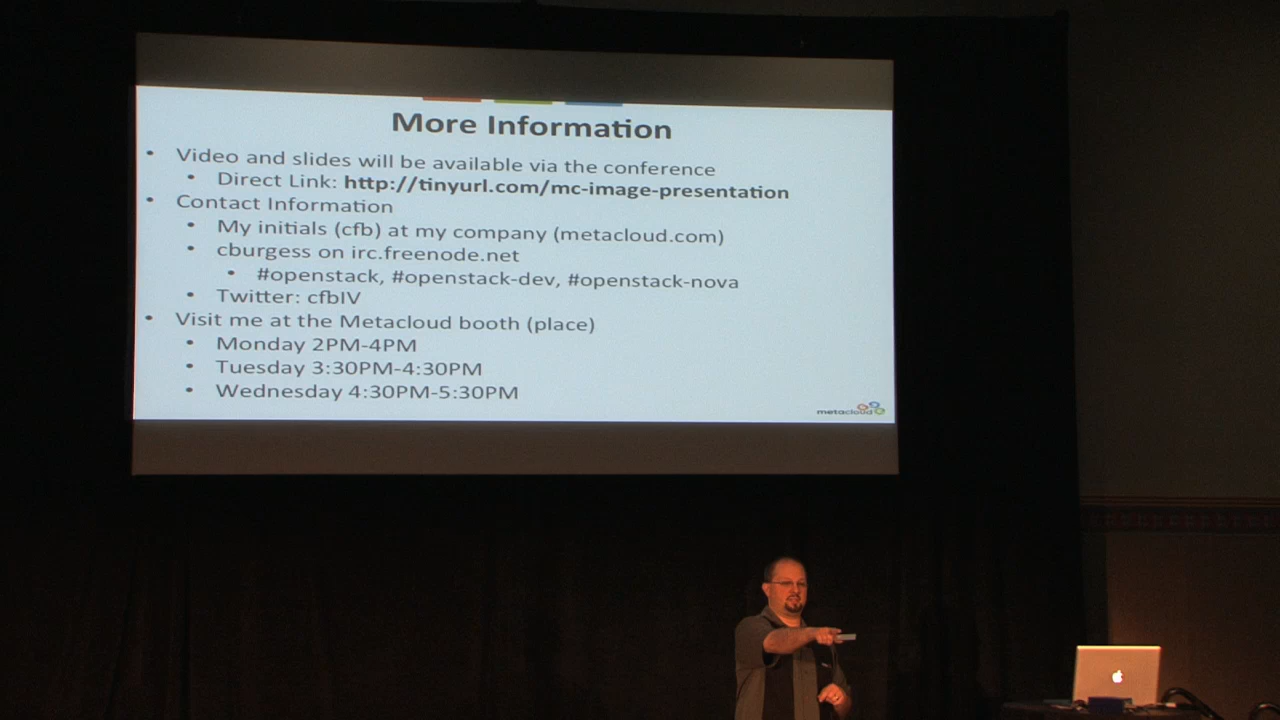 More Information
• Video and slides will be available via the conference
• Direct Link: http://tinyurl.com/mc-image-presentation
• Contact Information
• My initials (cfb) at my company (metacloud.com)
• cburgess on irc.freenode.net
• #openstack, #openstack-dev, #openstack-nova
• Twitter: cfbIV
• Visit me at the Metacloud booth (place)
• Monday 2PM-4PM
• Tuesday 3:30PM-4:30PM
• Wednesday 4:30PM-5:30PM
metacloud